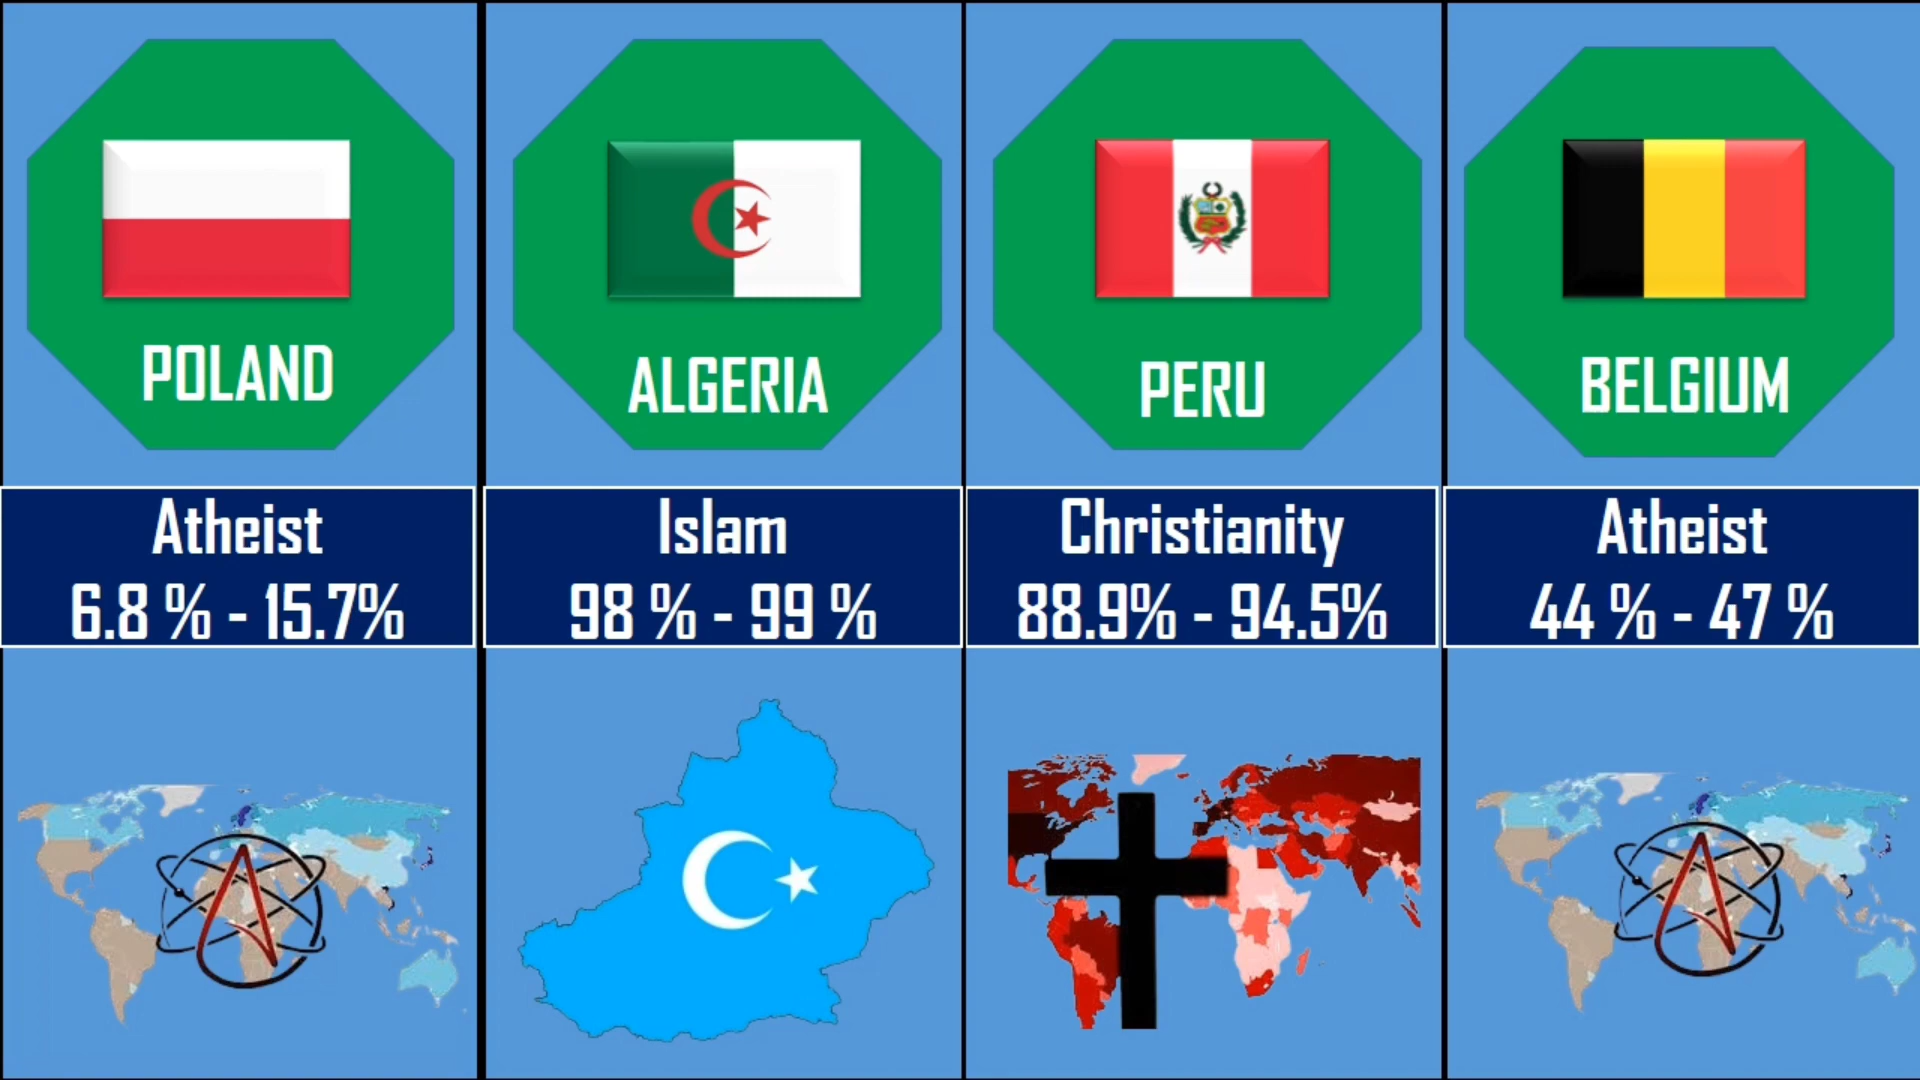 POLAND
Atheist
6.8 % - 15.7%
ALGERIA
Islam
98 % - 99 %
PERU
Christianity
88.9% - 94.5%
BELGIUM
Atheist
44 % - 47 %